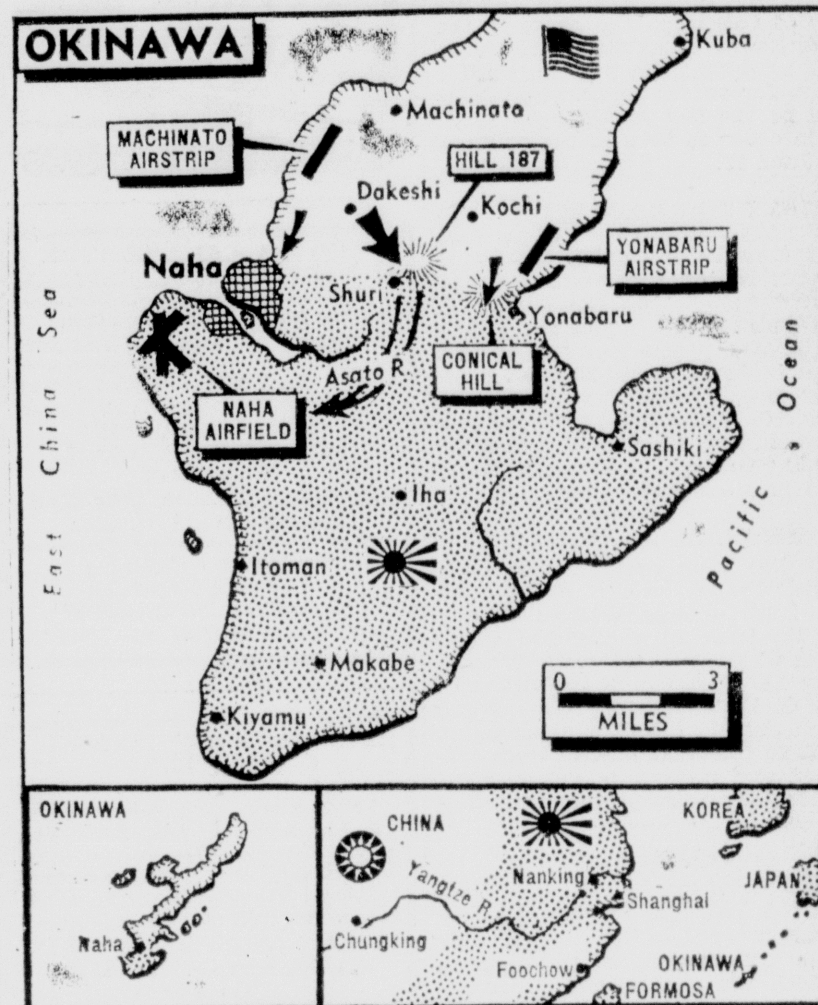 OKINAWA
Kuba
Machinato
MACHINATO
AIRSTRIP
HILL 187
Dakeshi
Kochi
YONABARU
AIRSTRIP
Naha
Shuri
Yonabaru
Asato R.
CONICAL
HILL
NAHA
AIRFIELD
Sashiki
East China Sea
Pacific Ocean
Iha
Itoman
Makabe
Kiyamu
0 3
MILES
OKINAWA
Naha
CHINA
KOREA
Nanking
Yangtze R.
JAPAN
Shanghai
Chungking
Foochow
OKINAWA
FORMOSA